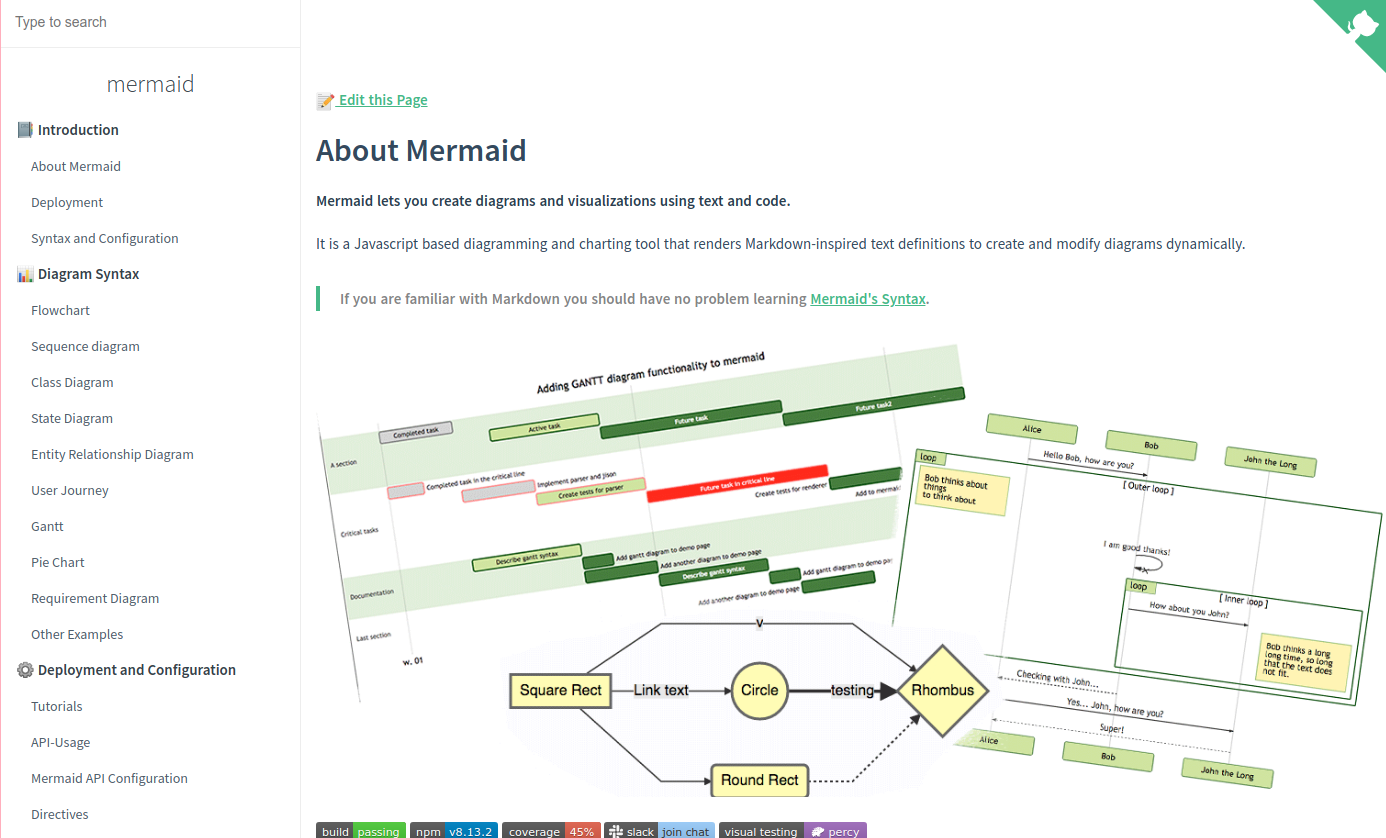 Type to search
mermaid
Introduction
About Mermaid
Deployment
Syntax and Configuration
Diagram Syntax
Flowchart
Sequence diagram
Class Diagram
State Diagram
Entity Relationship Diagram
User Journey
Gantt
Pie Chart
Requirement Diagram
Other Examples
Deployment and Configuration
Tutorials
API-Usage
Mermaid API Configuration
Directives
Edit this Page
About Mermaid
Mermaid lets you create diagrams and visualizations using text and code.
It is a Javascript based diagramming and charting tool that renders Markdown-inspired text definitions to create and modify diagrams dynamically.
If you are familiar with Markdown you should have no problem learning Mermaid's Syntax.
Adding GANTT diagram functionality to mermaid
A section
Completed task
Active task
Future task
Future task2
Critical tasks
Completed task in the critical line
Implement parser and jison
Create tests for parser
Future task in critical line
Create tests for renderer
Add to mermaid
Documentation
Describe gantt syntax
Add gantt diagram to demo page
Add another diagram to demo page
Last section
Describe gantt syntax
Add gantt diagram to demo pa
Add another diagram to demo page
w. 01
Alice
Bob
John the Long
Hello Bob, how are you?
loop
[ Outer loop ]
Bob thinks about
things
to think about
I am good thanks!
loop
[ Inner loop ]
How about you John?
Bob thinks a long
long time, so long
that the text does
not fit.
Checking with John...
Yes... John, how are you?
Super!
Alice
Bob
John the Long
V
Square Rect
Link text
Circle
testing
Rhombus
Round Rect
build passing
npm v8.13.2
coverage 45%
slack join chat
visual testing percy